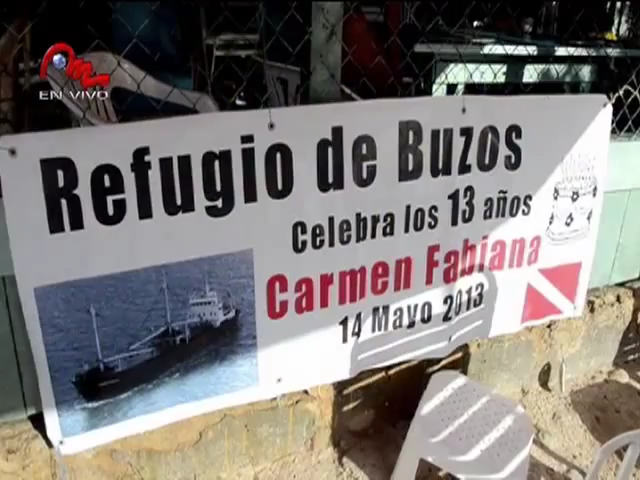 EN VIVO
Refugio de Buzos
Celebra los 13 años
Carmen Fabiana
14 Mayo 2013